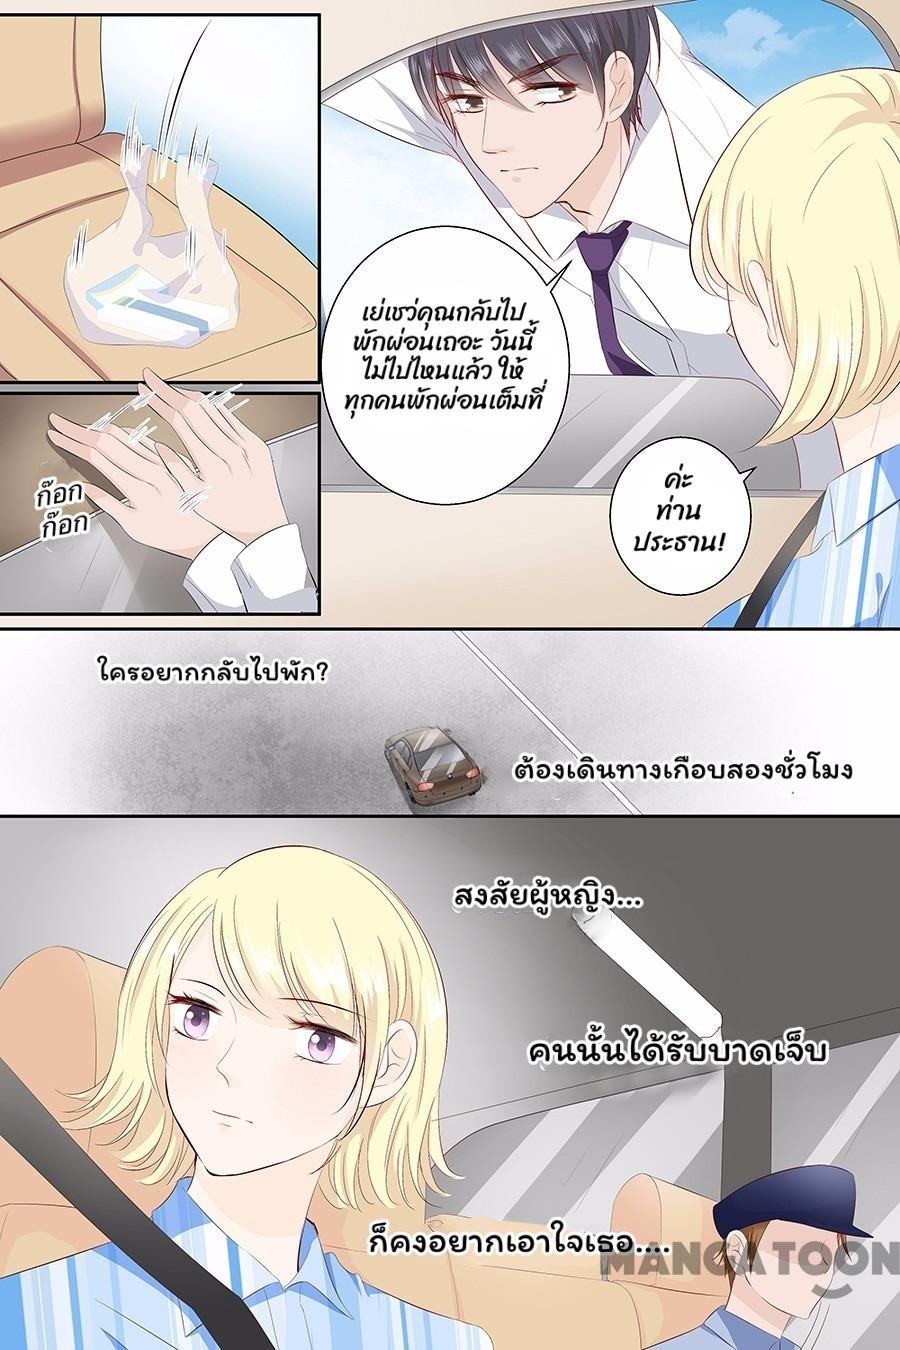 เย่เชว่คุณกลับไป
พักผ่อนเถอะ วันนี้
ไม่ไปไหนแล้ว ให้
ทุกคนพักผ่อนเต็มที่
ค่ะ
ท่าน
ประธาน!
ก๊อก
ก๊อก
ใครอยากกลับไปพัก?
ต้องเดินทางเกือบสองชั่วโมง
สงสัยผู้หญิง...
คนนั้นได้รับบาดเจ็บ
ก็คงอยากเอาใจเธอ....
MANGATOON